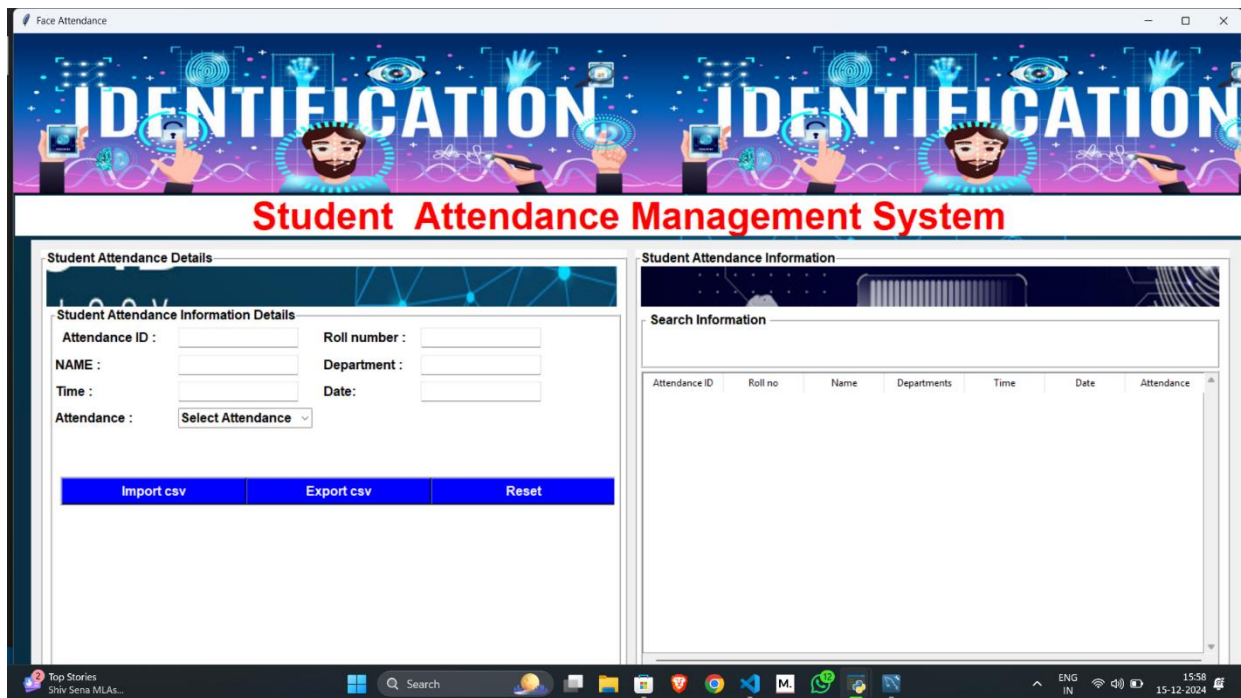 Face Attendance
IDENTIFICATION IDENTIFICATION
Student Attendance Management System
Student Attendance Details
Student Attendance Information Details
Attendance ID : Roll number :
NAME : Department :
Time : Date:
Attendance : Select Attendance
Import csv Export csv Reset
Student Attendance Information
Search Information
Attendance ID Roll no Name Departments Time Date Attendance
2 Top Stories
Shiv Sena MLAs...
Search
M.
12
ENG
IN
15:58
15-12-2024